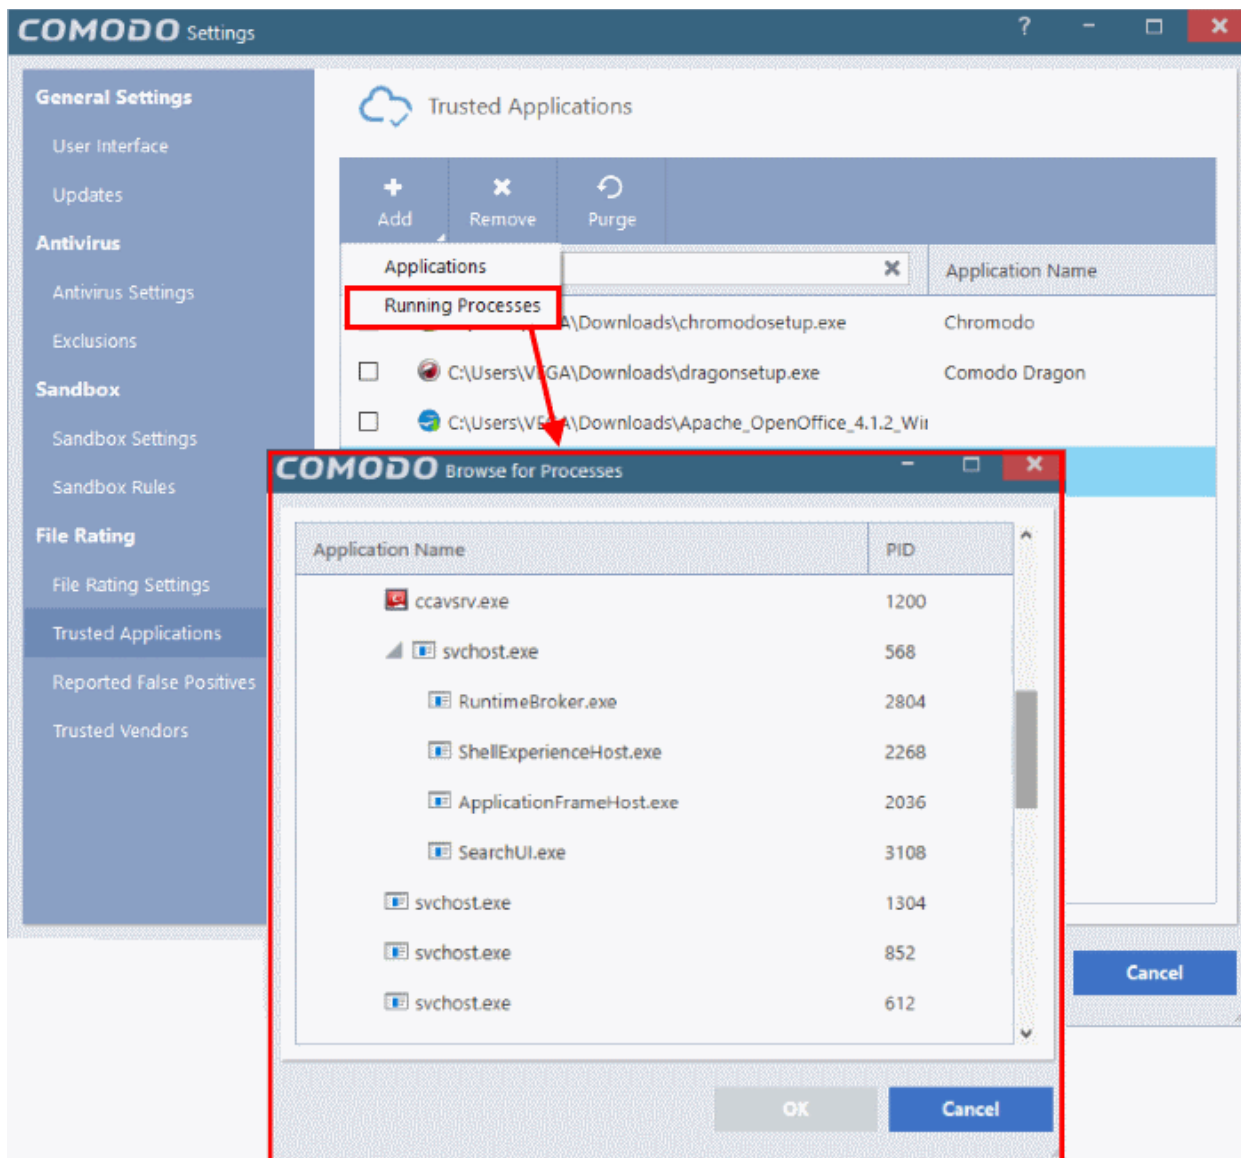 COMODO Settings
?
General Settings
User Interface
Updates
Antivirus
Antivirus Settings
Exclusions
Sandbox
Sandbox Settings
Sandbox Rules
File Rating
File Rating Settings
Trusted Applications
Reported False Positives
Trusted Vendors
Trusted Applications
Add Remove Purge
Applications
Running Processes
Application Name
\Downloads\chromodosetup.exe Chromodo
C:\Users\VEGA\Downloads\dragonsetup.exe Comodo Dragon
C:\Users\VEGA\Downloads\Apache_OpenOffice_4.1.2_Wi
COMODO Browse for Processes
Application Name PID
ccavsrv.exe 1200
svchost.exe 568
RuntimeBroker.exe 2804
ShellExperienceHost.exe 2268
ApplicationFrameHost.exe 2036
SearchUI.exe 3108
svchost.exe 1304
svchost.exe 852
svchost.exe 612
OK Cancel
Cancel